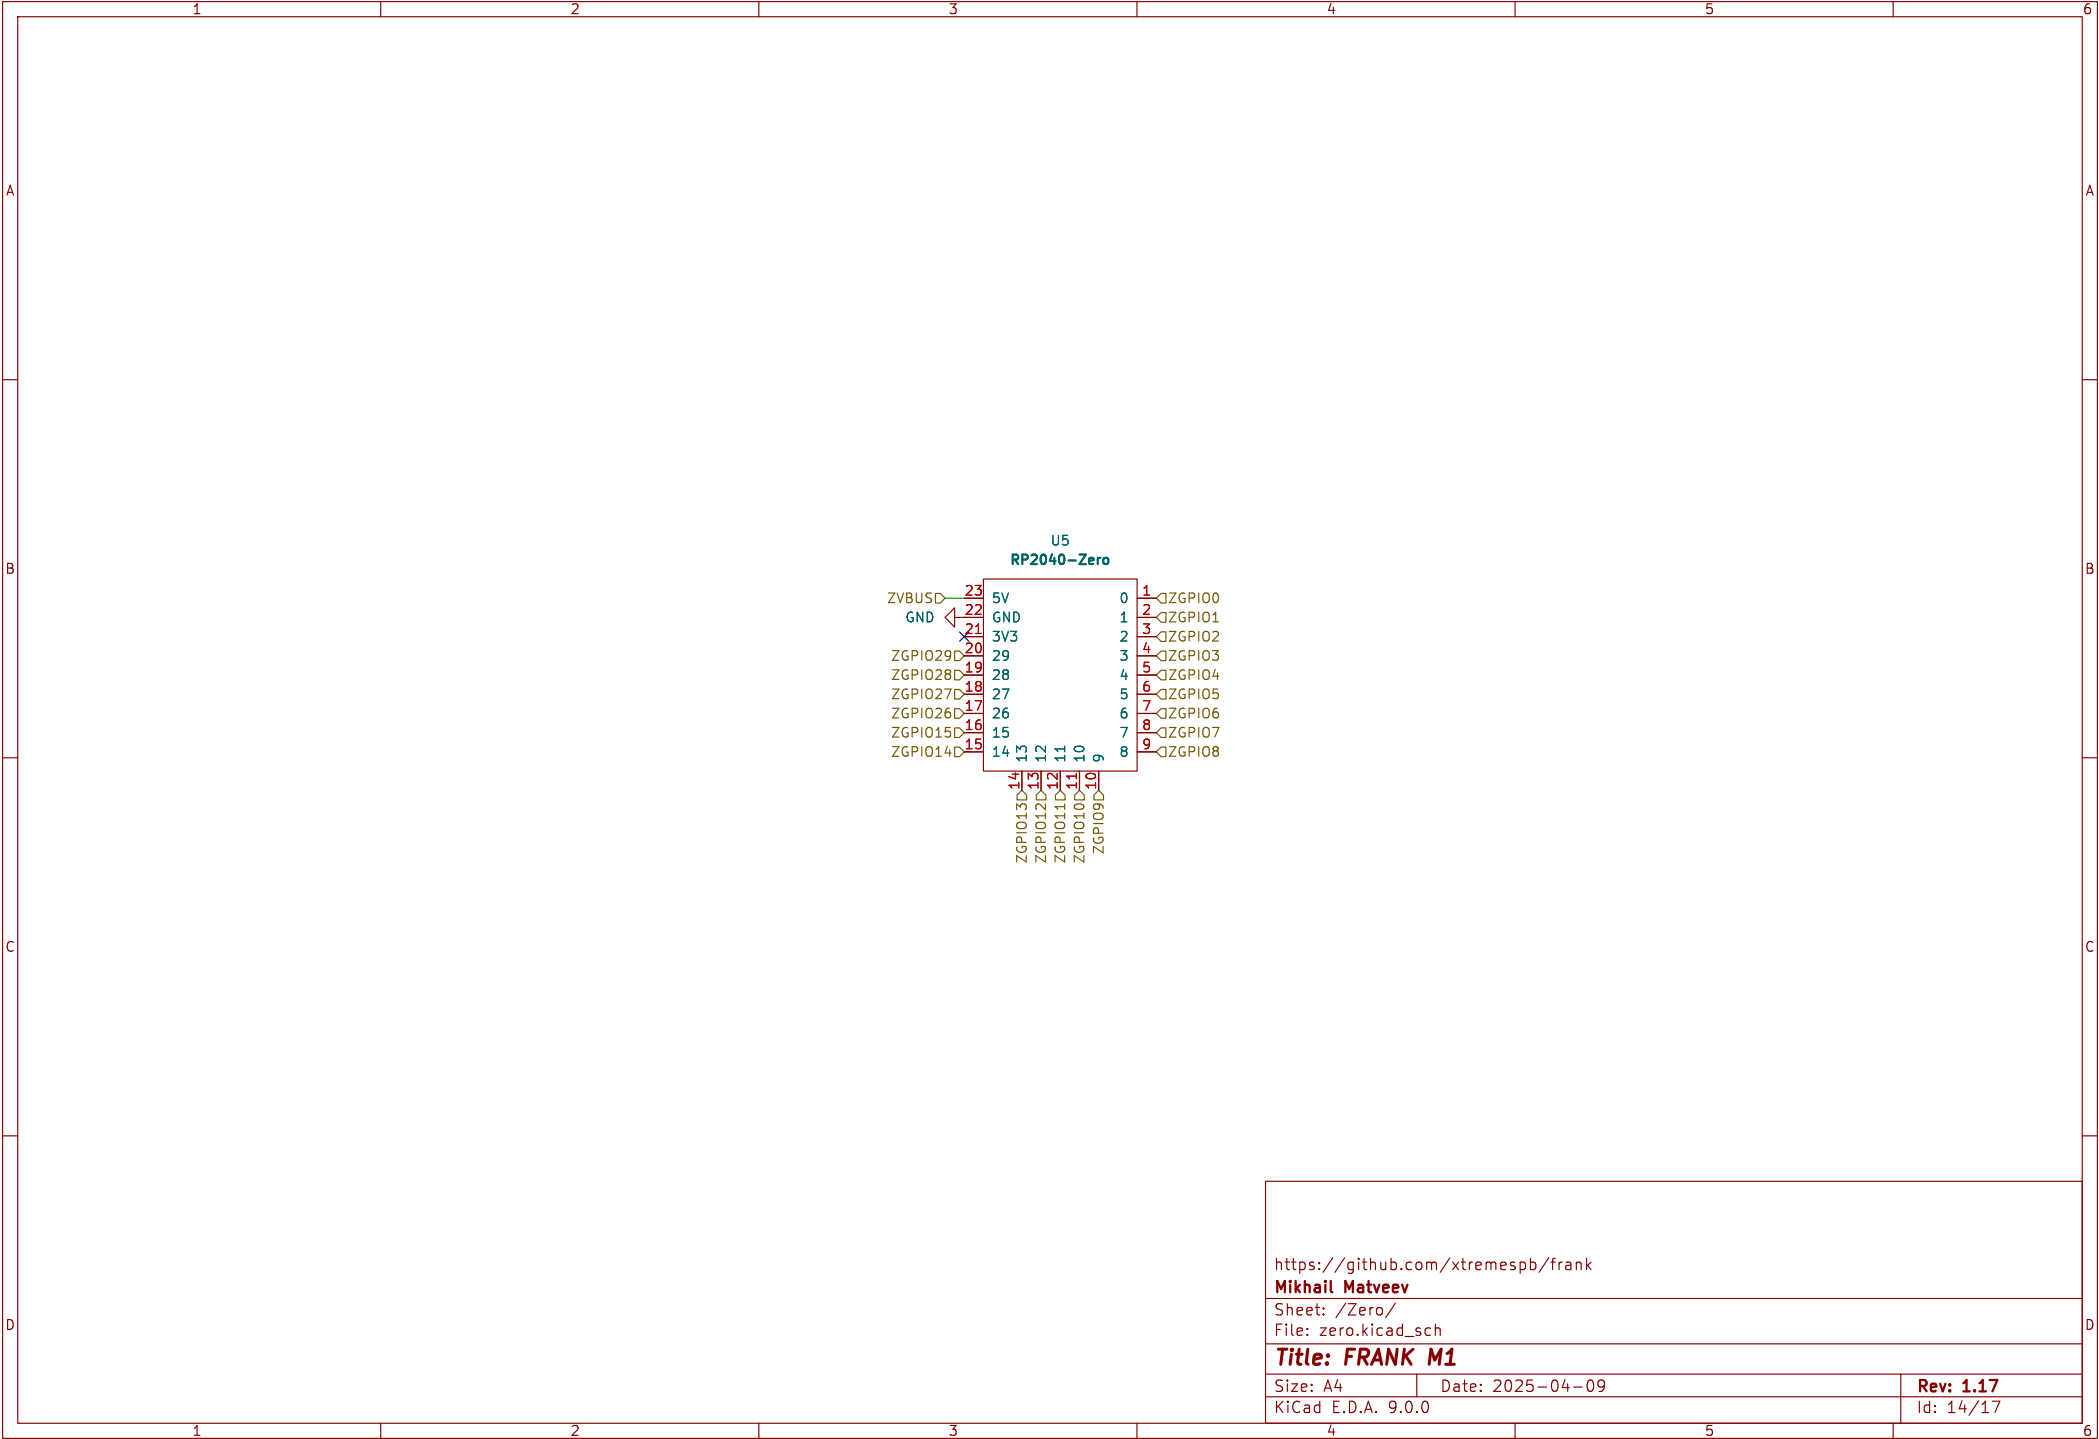 1 2 3 4 5 6
A A
B B
C C
D D
U5
RP2040-Zero
ZVBUS 23 5V 0 1 ZGPIO0
GND 22 GND 1 2 ZGPIO1
21 3V3 2 3 ZGPIO2
ZGPIO29 20 29 3 4 ZGPIO3
ZGPIO28 19 28 4 5 ZGPIO4
ZGPIO27 18 27 5 6 ZGPIO5
ZGPIO26 17 26 6 7 ZGPIO6
ZGPIO15 16 15 7 8 ZGPIO7
ZGPIO14 15 14 8 9 ZGPIO8
13 12 11 10 9
14 13 12 11 10
ZGPIO13 ZGPIO12 ZGPIO11 ZGPIO10 ZGPIO9
https://github.com/xtremespb/frank
Mikhail Matveev
Sheet: /Zero/
File: zero.kicad_sch
Title: FRANK M1
Size: A4 Date: 2025-04-09 Rev: 1.17
KiCad E.D.A. 9.0.0 Id: 14/17
1 2 3 4 5 6